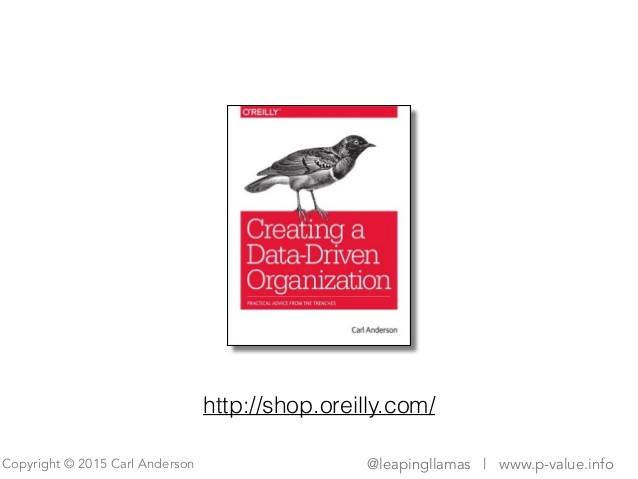 O'REILLY™
Creating a
Data-Driven
Organization
PRACTICAL ADVICE FROM THE TRENCHES
Carl Anderson
http://shop.oreilly.com/
Copyright © 2015 Carl Anderson
@leapingllamas | www.p-value.info